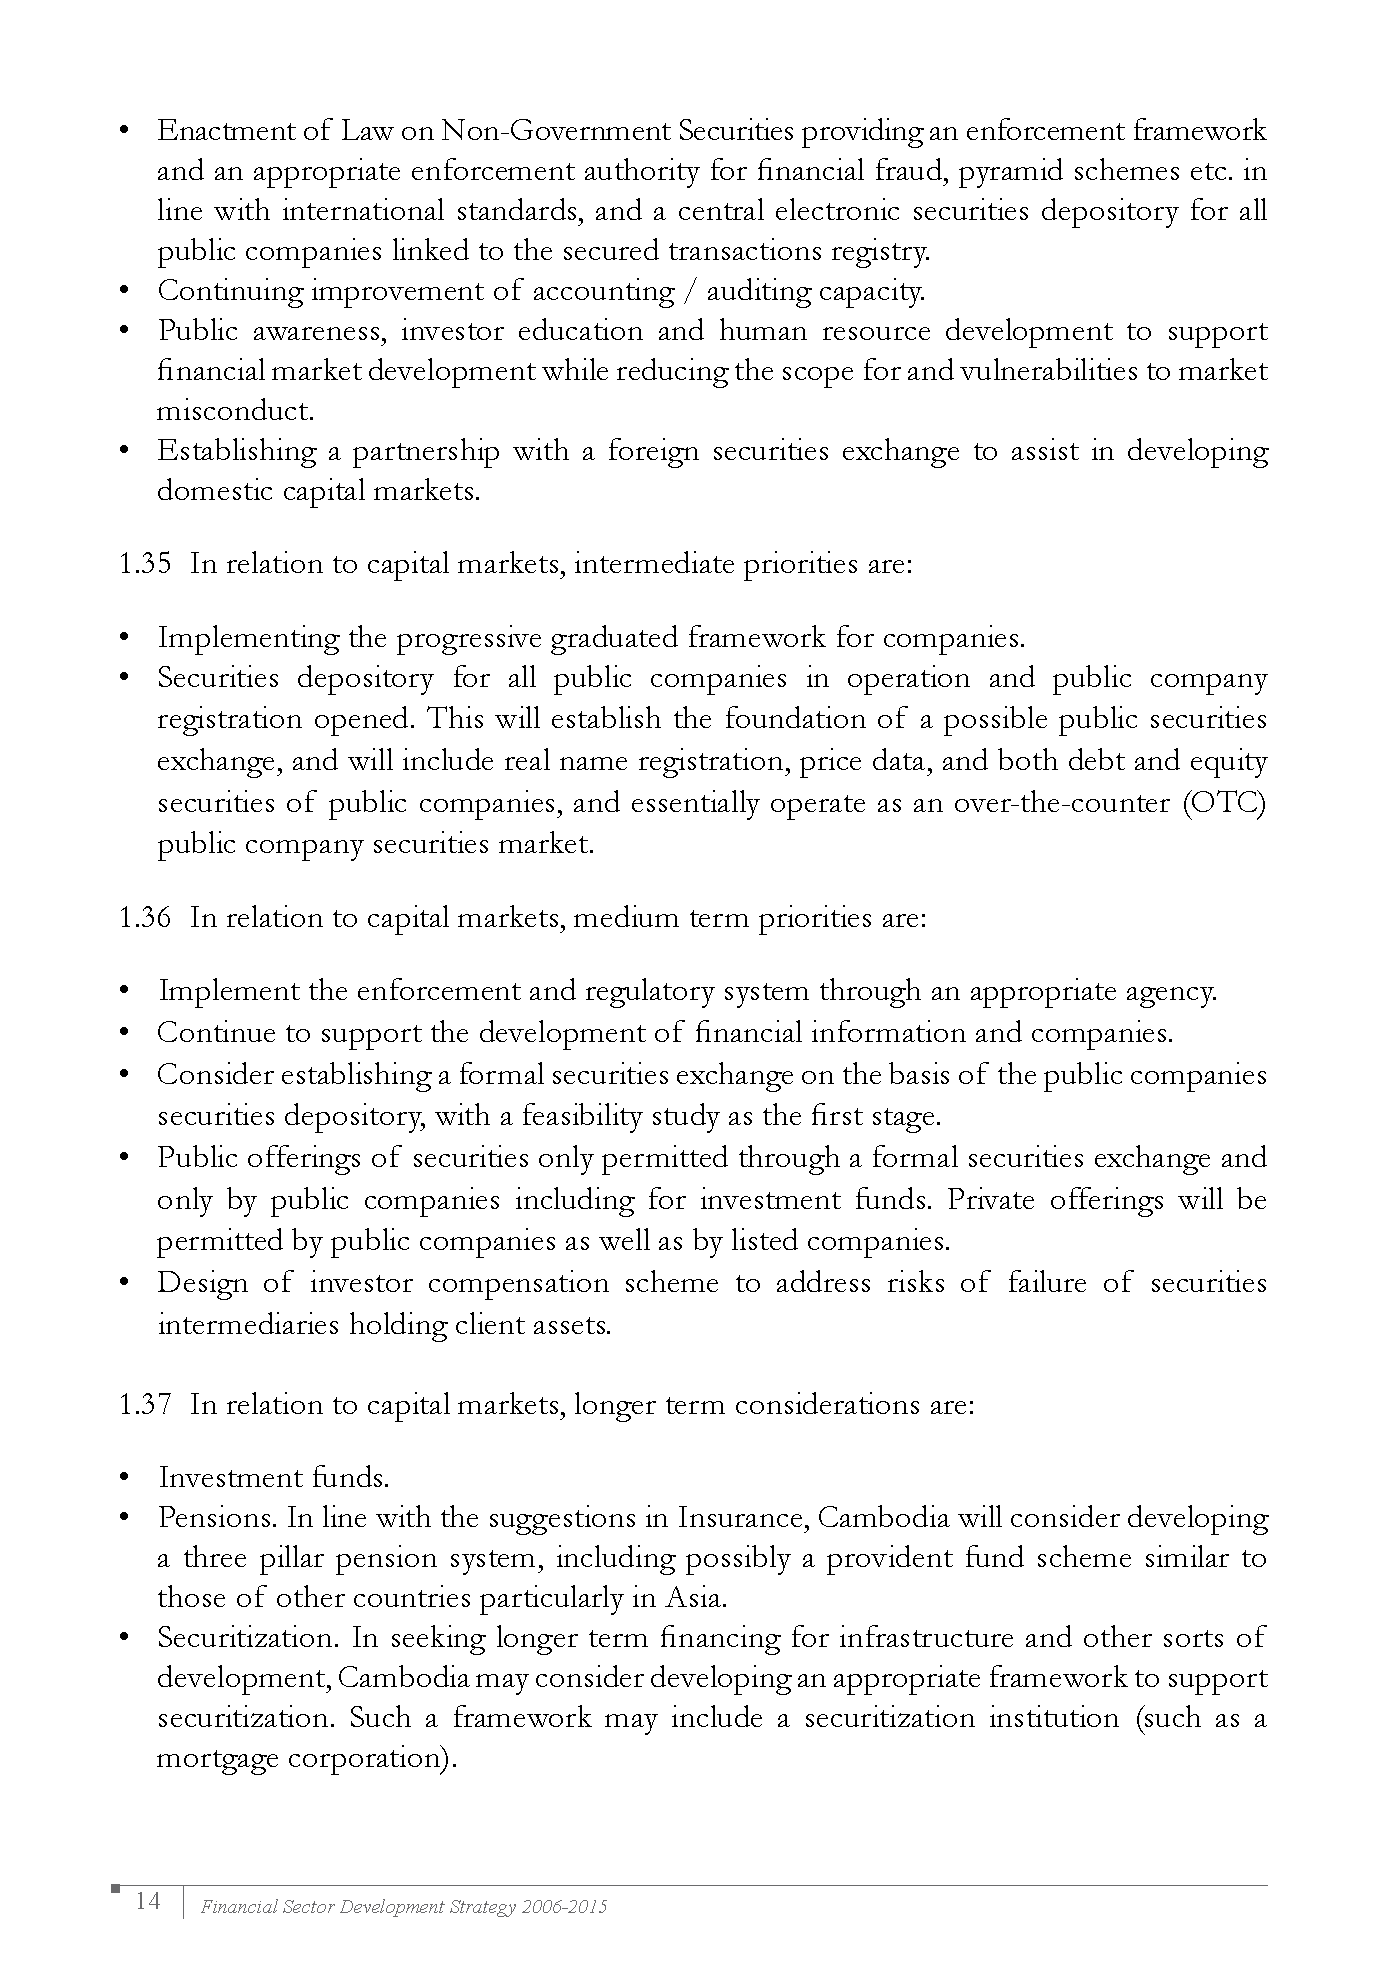 • Enactment of Law on Non-Government Securities providing an enforcement framework
and an appropriate enforcement authority for financial fraud, pyramid schemes etc. in
line with international standards, and a central electronic securities depository for all
public companies linked to the secured transactions registry.
• Continuing improvement of accounting / auditing capacity.
• Public awareness, investor education and human resource development to support
financial market development while reducing the scope for and vulnerabilities to market
misconduct.
• Establishing a partnership with a foreign securities exchange to assist in developing
domestic capital markets.
1.35 In relation to capital markets, intermediate priorities are:
• Implementing the progressive graduated framework for companies.
• Securities depository for all public companies in operation and public company
registration opened. This will establish the foundation of a possible public securities
exchange, and will include real name registration, price data, and both debt and equity
securities of public companies, and essentially operate as an over-the-counter (OTC)
public company securities market.
1.36 In relation to capital markets, medium term priorities are:
• Implement the enforcement and regulatory system through an appropriate agency.
• Continue to support the development of financial information and companies.
• Consider establishing a formal securities exchange on the basis of the public companies
securities depository, with a feasibility study as the first stage.
• Public offerings of securities only permitted through a formal securities exchange and
only by public companies including for investment funds. Private offerings will be
permitted by public companies as well as by listed companies.
• Design of investor compensation scheme to address risks of failure of securities
intermediaries holding client assets.
1.37 In relation to capital markets, longer term considerations are:
• Investment funds.
• Pensions. In line with the suggestions in Insurance, Cambodia will consider developing
a three pillar pension system, including possibly a provident fund scheme similar to
those of other countries particularly in Asia.
• Securitization. In seeking longer term financing for infrastructure and other sorts of
development, Cambodia may consider developing an appropriate framework to support
securitization. Such a framework may include a securitization institution (such as a
mortgage corporation).
14 Financial Sector Development Strategy 2006-2015